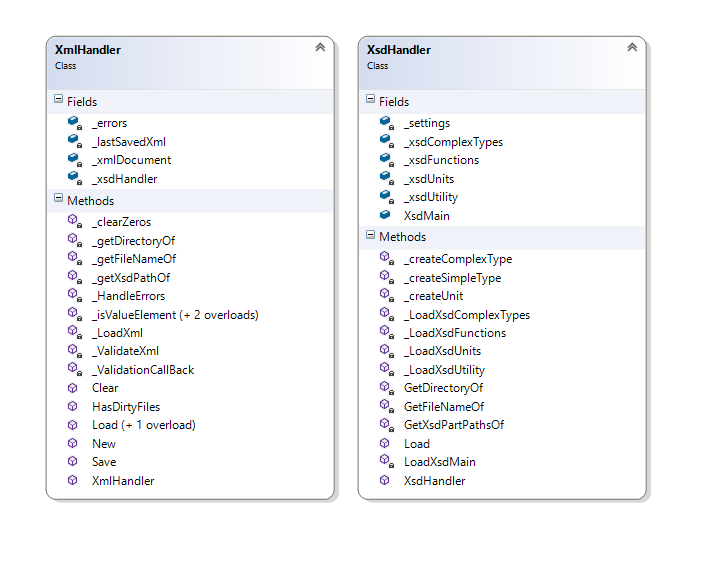 XmlHandler
Class
Fields
_errors
_lastSavedXml
_xmlDocument
_xsdHandler
Methods
_clearZeros
_getDirectoryOf
_getFileNameOf
_getXsdPathOf
_HandleErrors
_isValueElement (+ 2 overloads)
_LoadXml
_ValidateXml
_ValidationCallBack
Clear
HasDirtyFiles
Load (+ 1 overload)
New
Save
XmlHandler
XsdHandler
Class
Fields
_settings
_xsdComplexTypes
_xsdFunctions
_xsdUnits
_xsdUtility
XsdMain
Methods
_createComplexType
_createSimpleType
_createUnit
_LoadXsdComplexTypes
_LoadXsdFunctions
_LoadXsdUnits
_LoadXsdUtility
GetDirectoryOf
GetFileNameOf
GetXsdPartPathsOf
Load
LoadXsdMain
XsdHandler